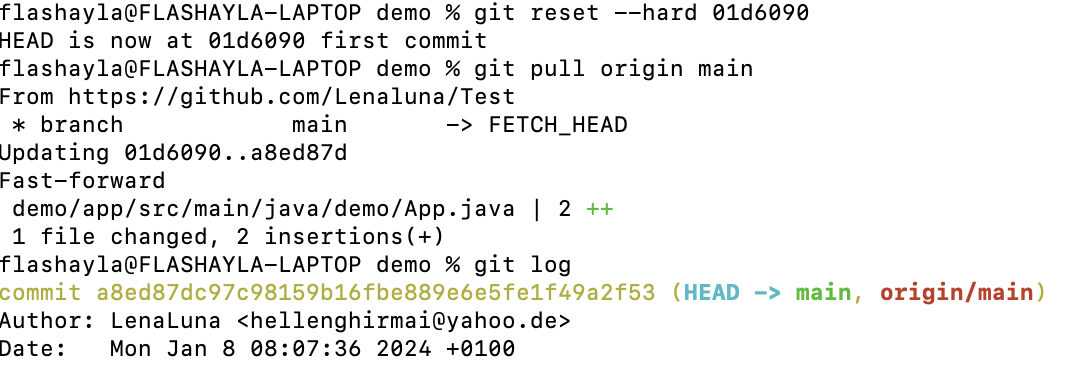 flashayla@FLASHAYLA-LAPTOP demo % git reset --hard 01d6090
HEAD is now at 01d6090 first commit
flashayla@FLASHAYLA-LAPTOP demo % git pull origin main
From https://github.com/Lenaluna/Test
 * branch            main       -> FETCH_HEAD
Updating 01d6090..a8ed87d
Fast-forward
 demo/app/src/main/java/demo/App.java | 2 ++
 1 file changed, 2 insertions(+)
flashayla@FLASHAYLA-LAPTOP demo % git log
commit a8ed87dc97c98159b16fbe889e6e5fe1f49a2f53 (HEAD -> main, origin/main)
Author: LenaLuna <hellenghirmai@yahoo.de>
Date:   Mon Jan 8 08:07:36 2024 +0100